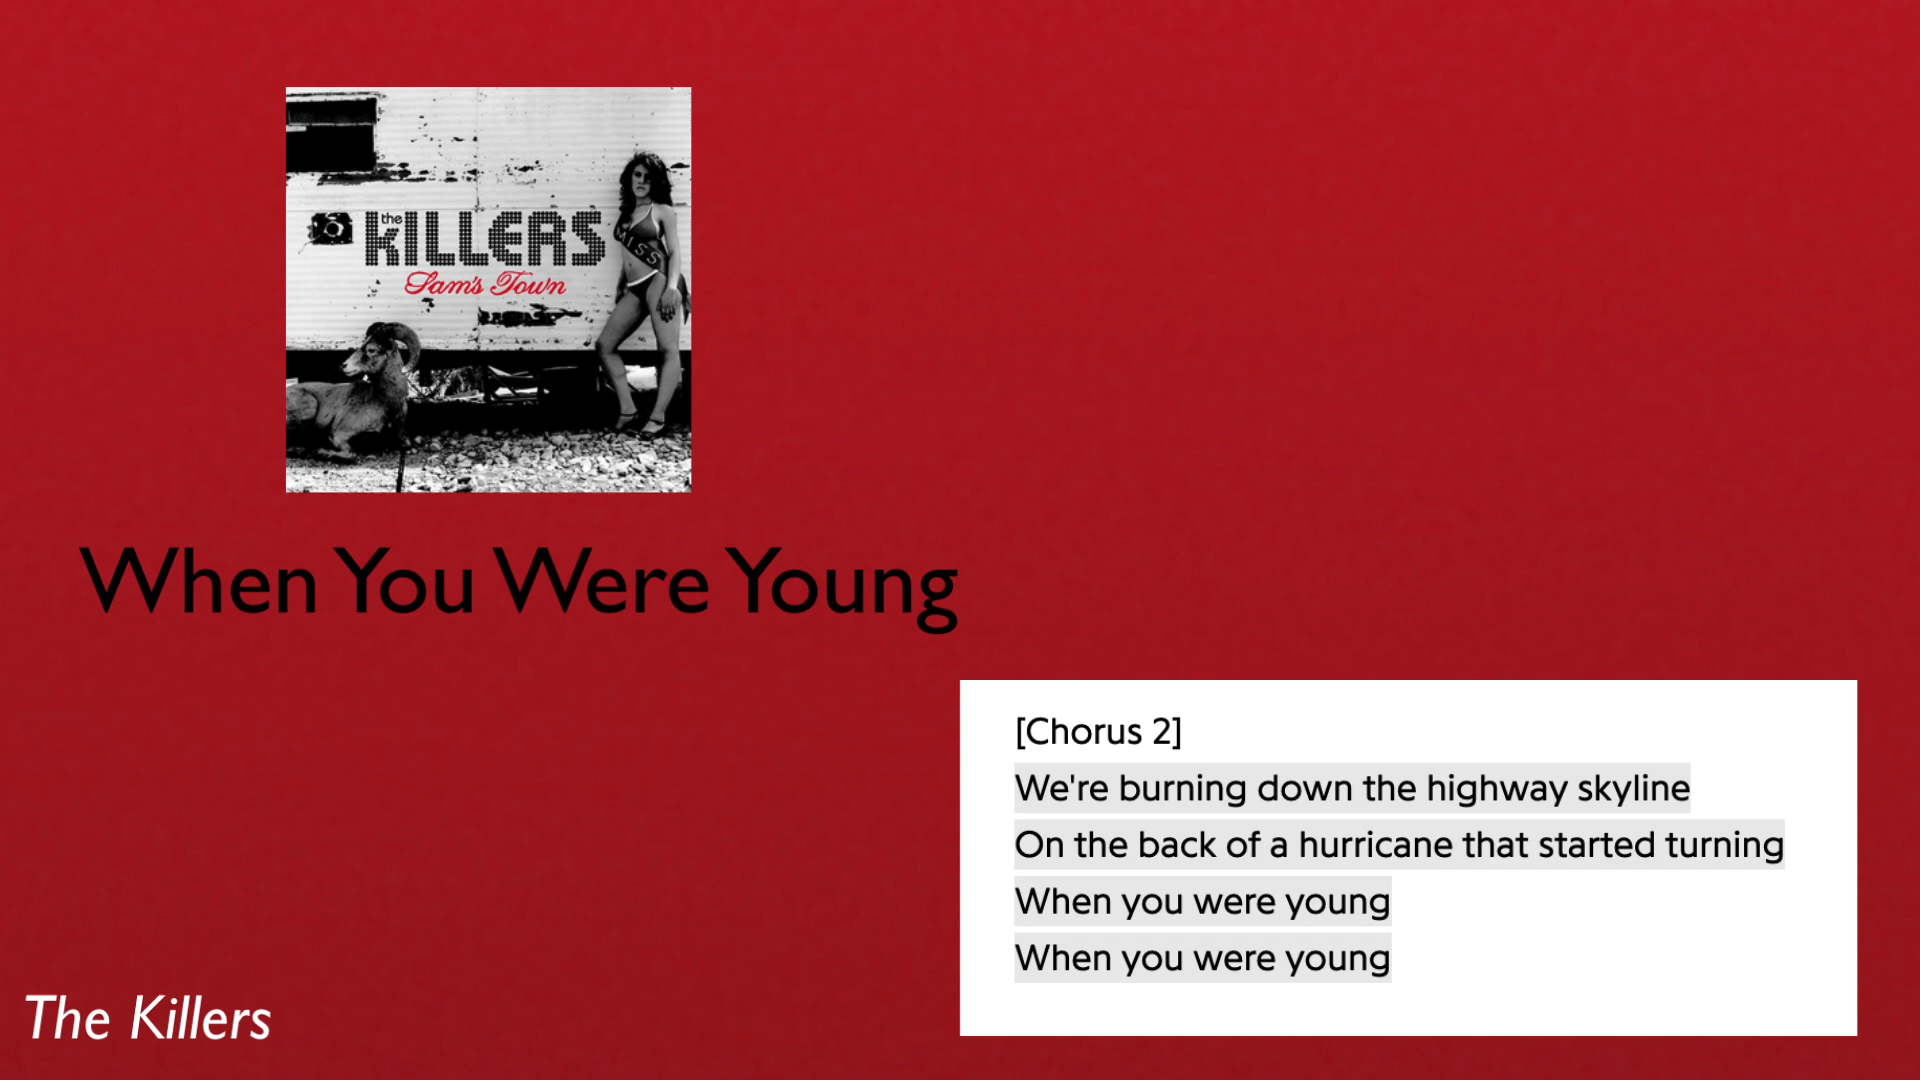 the
KILLERS
Sam's Town
MISS
When You Were Young
[Chorus 2]
We're burning down the highway skyline
On the back of a hurricane that started turning
When you were young
When you were young
The Killers